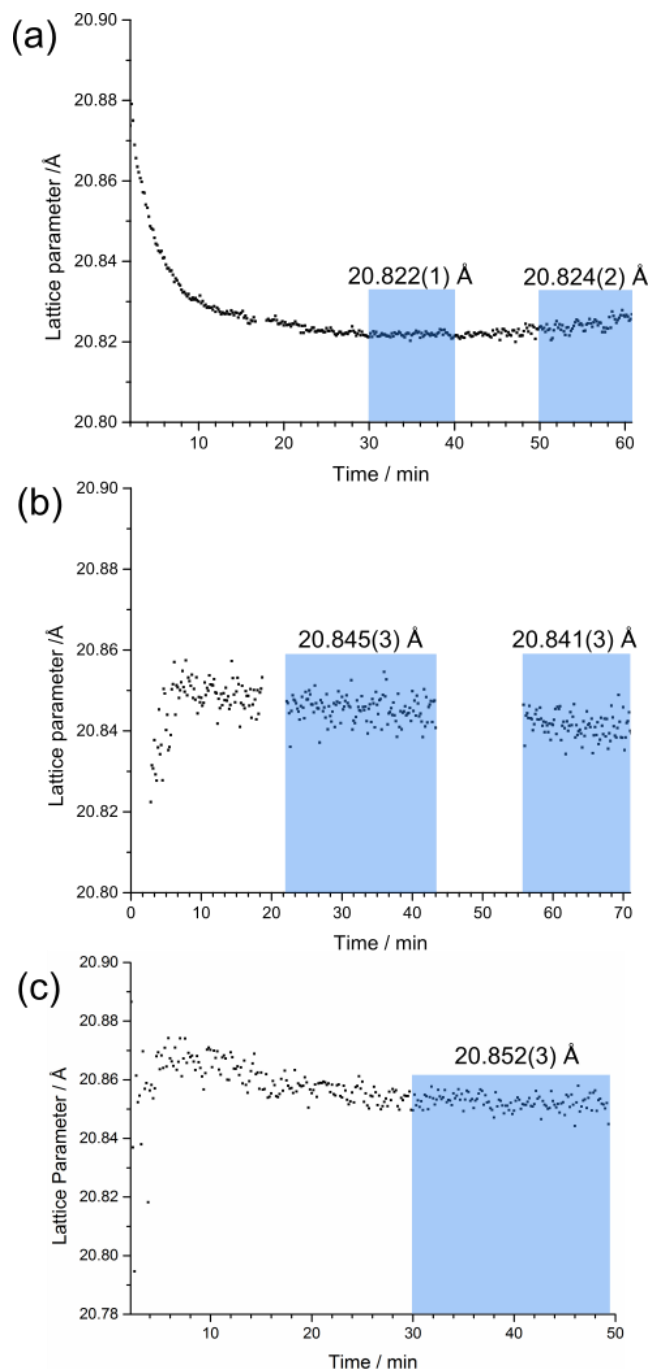 (a)
20.90
20.88
20.86
20.84
20.82
20.80
Lattice parameter /Å
20.822(1) Å
20.824(2) Å
10 20 30 40 50 60
Time / min
(b)
20.90
20.88
20.86
20.84
20.82
20.80
Lattice parameter /Å
20.845(3) Å
20.841(3) Å
0 10 20 30 40 50 60 70
Time / min
(c)
20.90
20.88
20.86
20.84
20.82
20.80
20.78
Lattice Parameter / Å
20.852(3) Å
10 20 30 40 50
Time / min